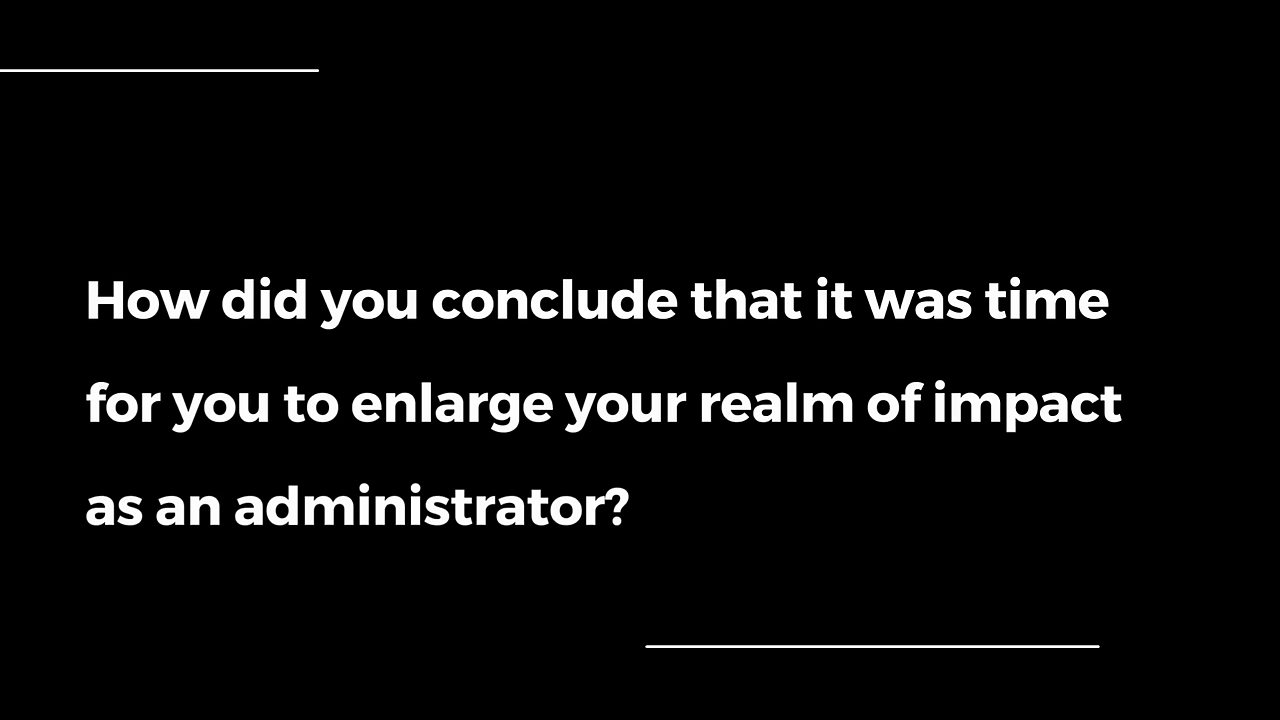 How did you conclude that it was time
for you to enlarge your realm of impact
as an administrator?